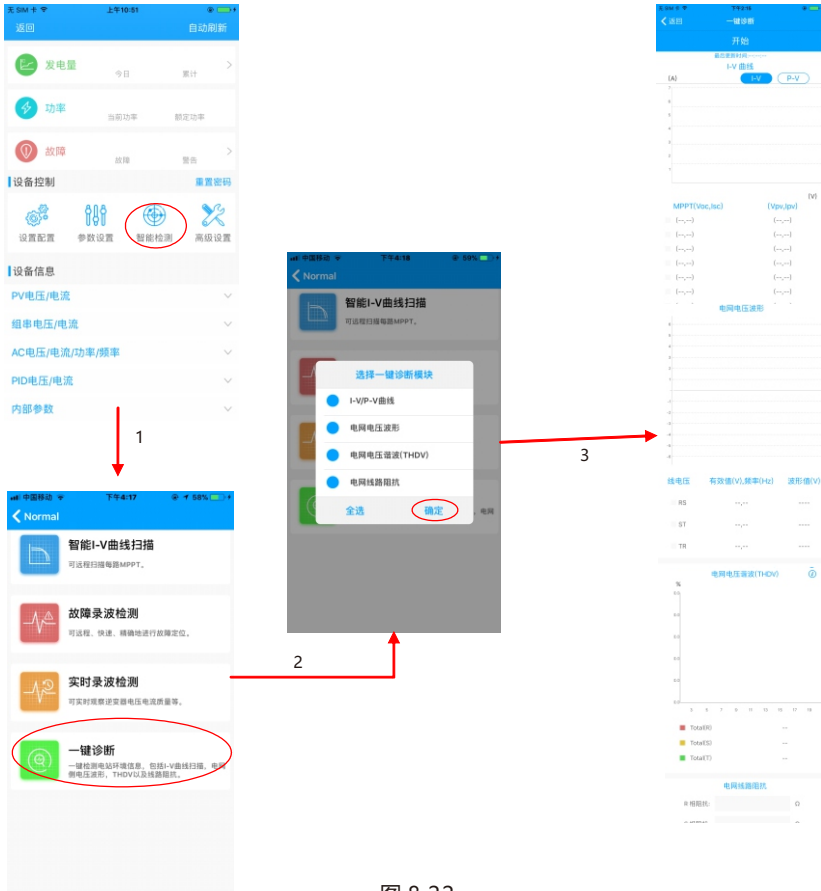 无 SIM 卡 上午10:51
返回 自动刷新
发电量 今日 累计
功率 当前功率 额定功率
故障 故障 警告
设备控制 重置密码
设置配置 参数设置 智能检测 高级设置
设备信息
PV电压/电流
组串电压/电流
AC电压/电流/功率/频率
PID电压/电流
内部参数
1
中国移动 下午4:17 58%
Normal
智能I-V曲线扫描
可远程扫描每路MPPT。
故障录波检测
可远程、快速、精确地进行故障定位。
实时录波检测
可实时观察逆变器电压电流质量等。
一键诊断
一键检测电站环境信息，包括I-V曲线扫描、电网
侧电压波形，THDV以及线路阻抗。
2
中国移动 下午4:18 59%
Normal
智能I-V曲线扫描
可远程扫描每路MPPT。
选择一键诊断模块
I-V/P-V曲线
电网电压波形
电网电压谐波(THDV)
电网线路阻抗
全选 确定
电网
3
无 SIM 卡 下午2:16
返回 一键诊断
开始
I-V 曲线
(A) I-V P-V
(V)
MPPT(Voc,Isc) (Vpv,Ipv)
(--,--) (--,--)
(--,--) (--,--)
(--,--) (--,--)
(--,--) (--,--)
(--,--) (--,--)
(--,--) (--,--)
电网电压波形
线电压 有效值(V),频率(Hz) 波形值(V)
RS --,-- ----
ST --,-- ----
TR --,-- ----
电网电压谐波(THDV)
%
Total(R) --
Total(S) --
Total(T) --
电网线路阻抗
R 相阻抗: Ω
图 8.22